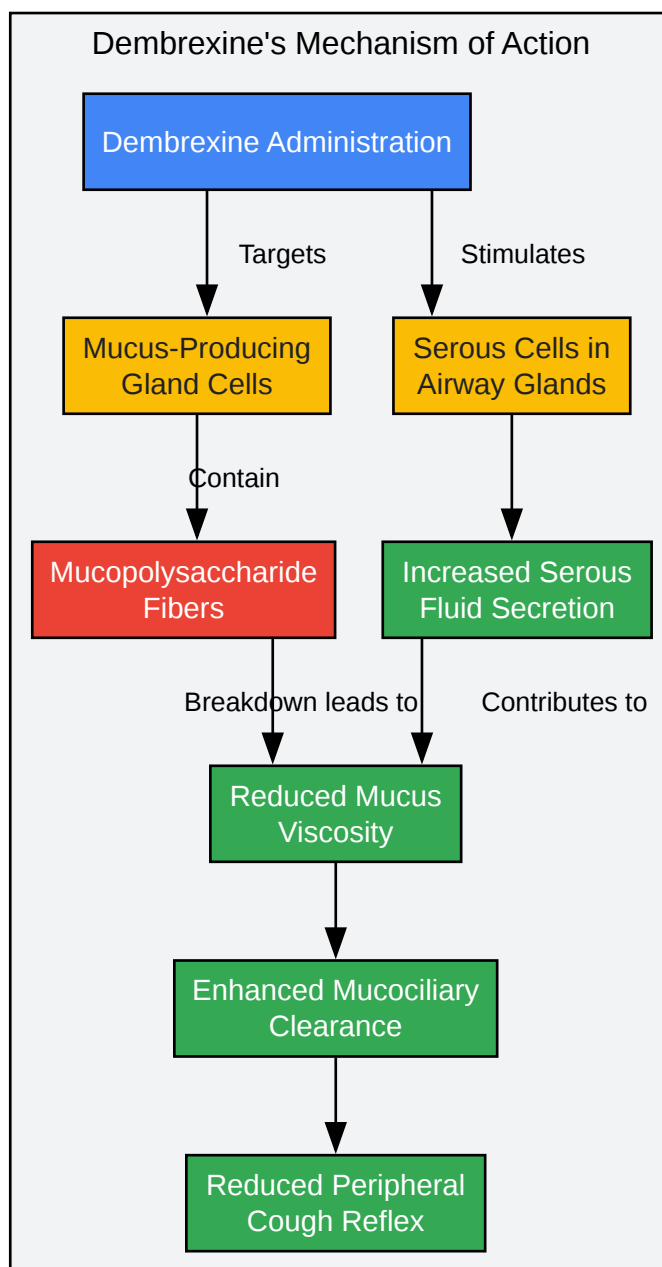 Dembrexine's Mechanism of Action
Dembrexine Administration
Targets
Stimulates
Mucus-Producing
Gland Cells
Serous Cells in
Airway Glands
Contain
Mucopolysaccharide
Fibers
Increased Serous
Fluid Secretion
Breakdown leads to
Contributes to
Reduced Mucus
Viscosity
Enhanced Mucociliary
Clearance
Reduced Peripheral
Cough Reflex